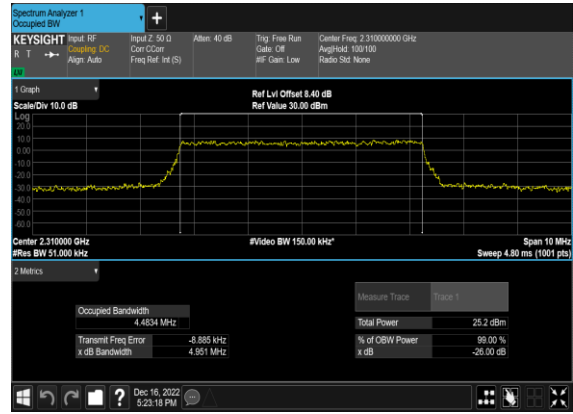 Spectrum Analyzer 1
Occupied BW
+
KEYSIGHT Input: RF Input Z: 50 Ω Atten: 40 dB Trig: Free Run Center Freq: 2.310000000 GHz
R T Coupling: DC Corr CCorr Gate: Off Avg|Hold: 100/100
Align: Auto Freq Ref: Int (S) #IF Gain: Low Radio Std: None
LW
1 Graph
Ref Lvl Offset 8.40 dB
Scale/Div 10.0 dB Ref Value 30.00 dBm
Log
20.0
10.0
0.00
-10.0
-20.0
-30.0
-40.0
-50.0
-60.0
Center 2.310000 GHz #Video BW 150.00 kHz* Span 10 MHz
#Res BW 51.000 kHz Sweep 4.80 ms (1001 pts)
2 Metrics
Measure Trace Trace 1
Occupied Bandwidth
4.4834 MHz Total Power 25.2 dBm
Transmit Freq Error -8.885 kHz % of OBW Power 99.00 %
x dB Bandwidth 4.951 MHz x dB -26.00 dB
? Dec 16, 2022
5:23:18 PM